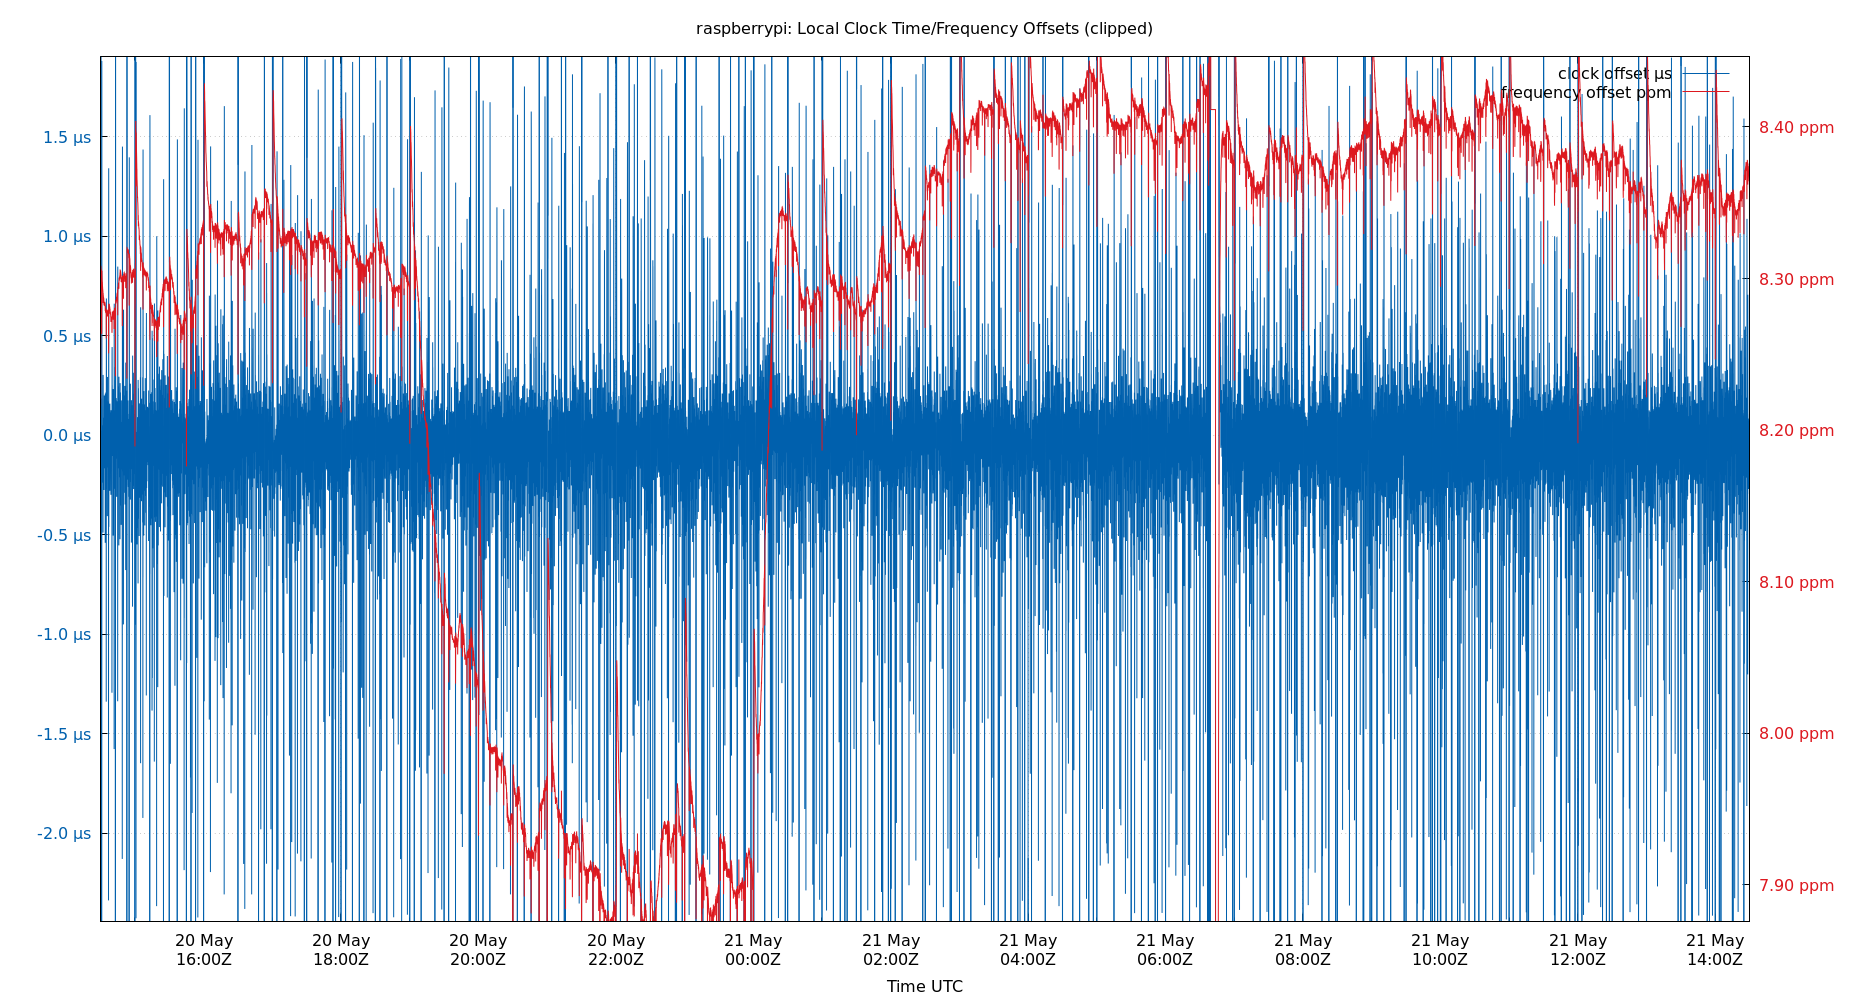 raspberrypi: Local Clock Time/Frequency Offsets (clipped)
clock offset µs
frequency offset ppm
1.5 µs
1.0 µs
0.5 µs
0.0 µs
-0.5 µs
-1.0 µs
-1.5 µs
-2.0 µs
8.40 ppm
8.30 ppm
8.20 ppm
8.10 ppm
8.00 ppm
7.90 ppm
20 May
16:00Z
20 May
18:00Z
20 May
20:00Z
20 May
22:00Z
21 May
00:00Z
21 May
02:00Z
21 May
04:00Z
21 May
06:00Z
21 May
08:00Z
21 May
10:00Z
21 May
12:00Z
21 May
14:00Z
Time UTC